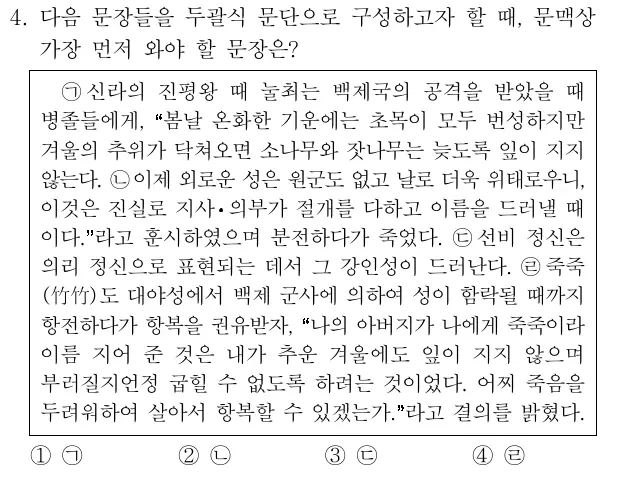 4. 다음 문장들을 두괄식 문단으로 구성하고자 할 때, 문맥상
가장 먼저 와야 할 문장은?
㉠신라의 진평왕 때 눌최는 백제국의 공격을 받았을 때
병졸들에게, “봄날 온화한 기운에는 초목이 모두 번성하지만
겨울의 추위가 닥쳐오면 소나무와 잣나무는 늦도록 잎이 지지
않는다. ㉡이제 외로운 성은 원군도 없고 날로 더욱 위태로우니,
이것은 진실로 지사･의부가 절개를 다하고 이름을 드러낼 때
이다.”라고 훈시하였으며 분전하다가 죽었다. ㉢선비 정신은
의리 정신으로 표현되는 데서 그 강인성이 드러난다. ㉣죽죽
(竹竹)도 대야성에서 백제 군사에 의하여 성이 함락될 때까지
항전하다가 항복을 권유받자, “나의 아버지가 나에게 죽죽이라
이름 지어 준 것은 내가 추운 겨울에도 잎이 지지 않으며
부러질지언정 굽힐 수 없도록 하려는 것이었다. 어찌 죽음을
두려워하여 살아서 항복할 수 있겠는가.”라고 결의를 밝혔다.
① ㉠ ② ㉡ ③ ㉢ ④ ㉣